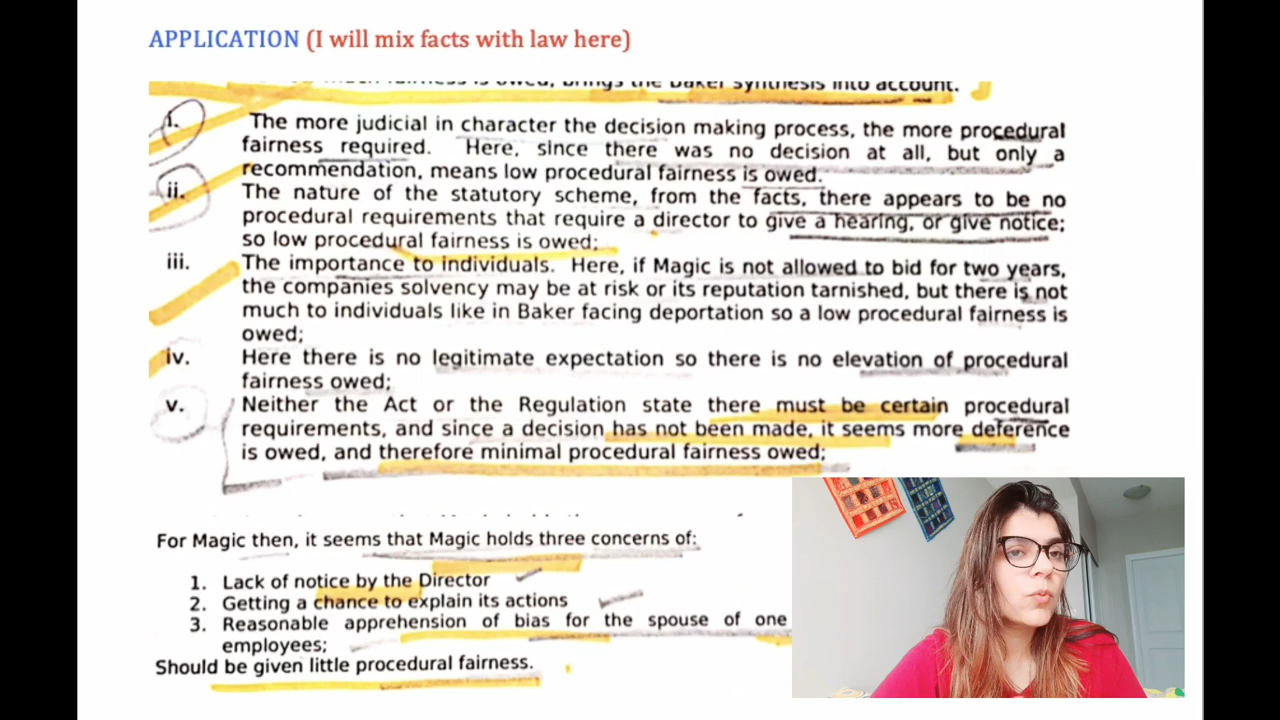 APPLICATION (I will mix facts with law here)
fairness is owed, brings the Baker synthesis into account.
i. The more judicial in character the decision making process, the more procedural
fairness required. Here, since there was no decision at all, but only a
recommendation, means low procedural fairness is owed.
ii. The nature of the statutory scheme, from the facts, there appears to be no
procedural requirements that require a director to give a hearing, or give notice;
so low procedural fairness is owed;
iii. The importance to individuals. Here, if Magic is not allowed to bid for two years,
the companies solvency may be at risk or its reputation tarnished, but there is not
much to individuals like in Baker facing deportation so a low procedural fairness is
owed;
iv. Here there is no legitimate expectation so there is no elevation of procedural
fairness owed;
v. Neither the Act or the Regulation state there must be certain procedural
requirements, and since a decision has not been made, it seems more deference
is owed, and therefore minimal procedural fairness owed;
For Magic then, it seems that Magic holds three concerns of:
1. Lack of notice by the Director
2. Getting a chance to explain its actions
3. Reasonable apprehension of bias for the spouse of one
employees;
Should be given little procedural fairness.